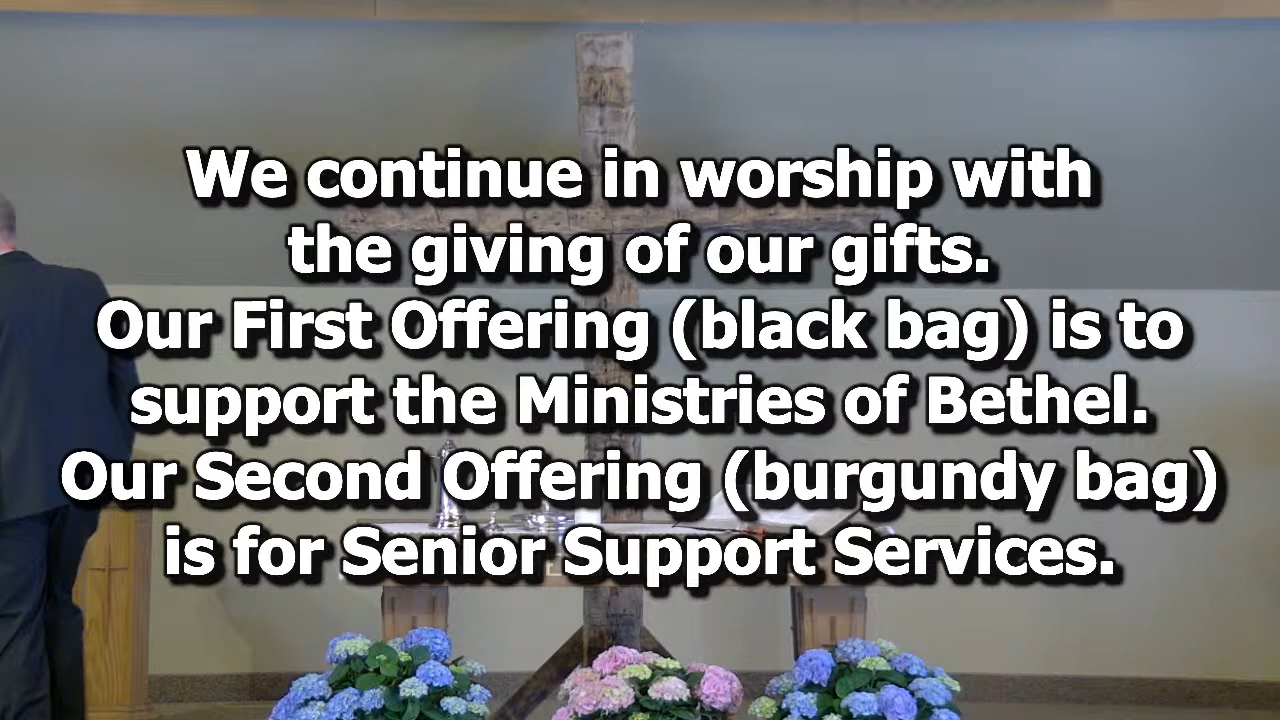 We continue in worship with
the giving of our gifts.
Our First Offering (black bag) is to
support the Ministries of Bethel.
Our Second Offering (burgundy bag)
is for Senior Support Services.